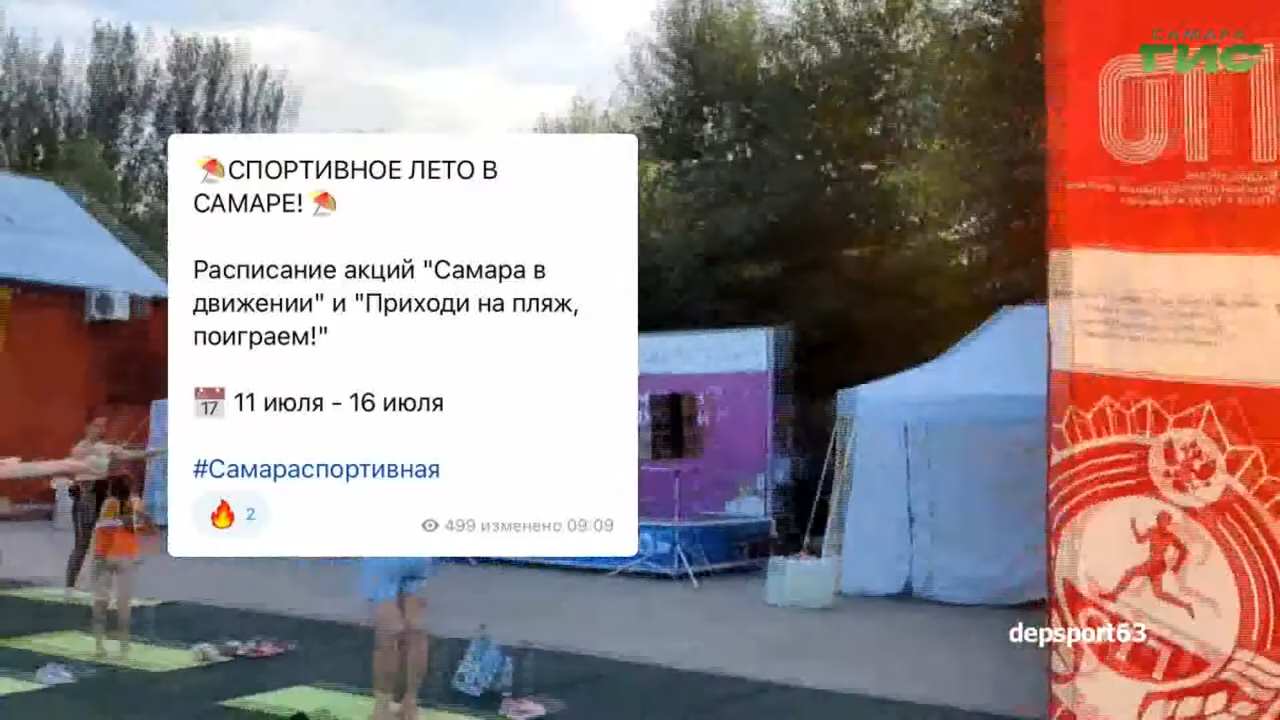 САМАРА
ГИС
🏖️СПОРТИВНОЕ ЛЕТО В
САМАРЕ! 🏖️
Расписание акций "Самара в
движении" и "Приходи на пляж,
поиграем!"
17 11 июля - 16 июля
#Самараспортивная
🔥 2
499 изменено 09:09
depsport63